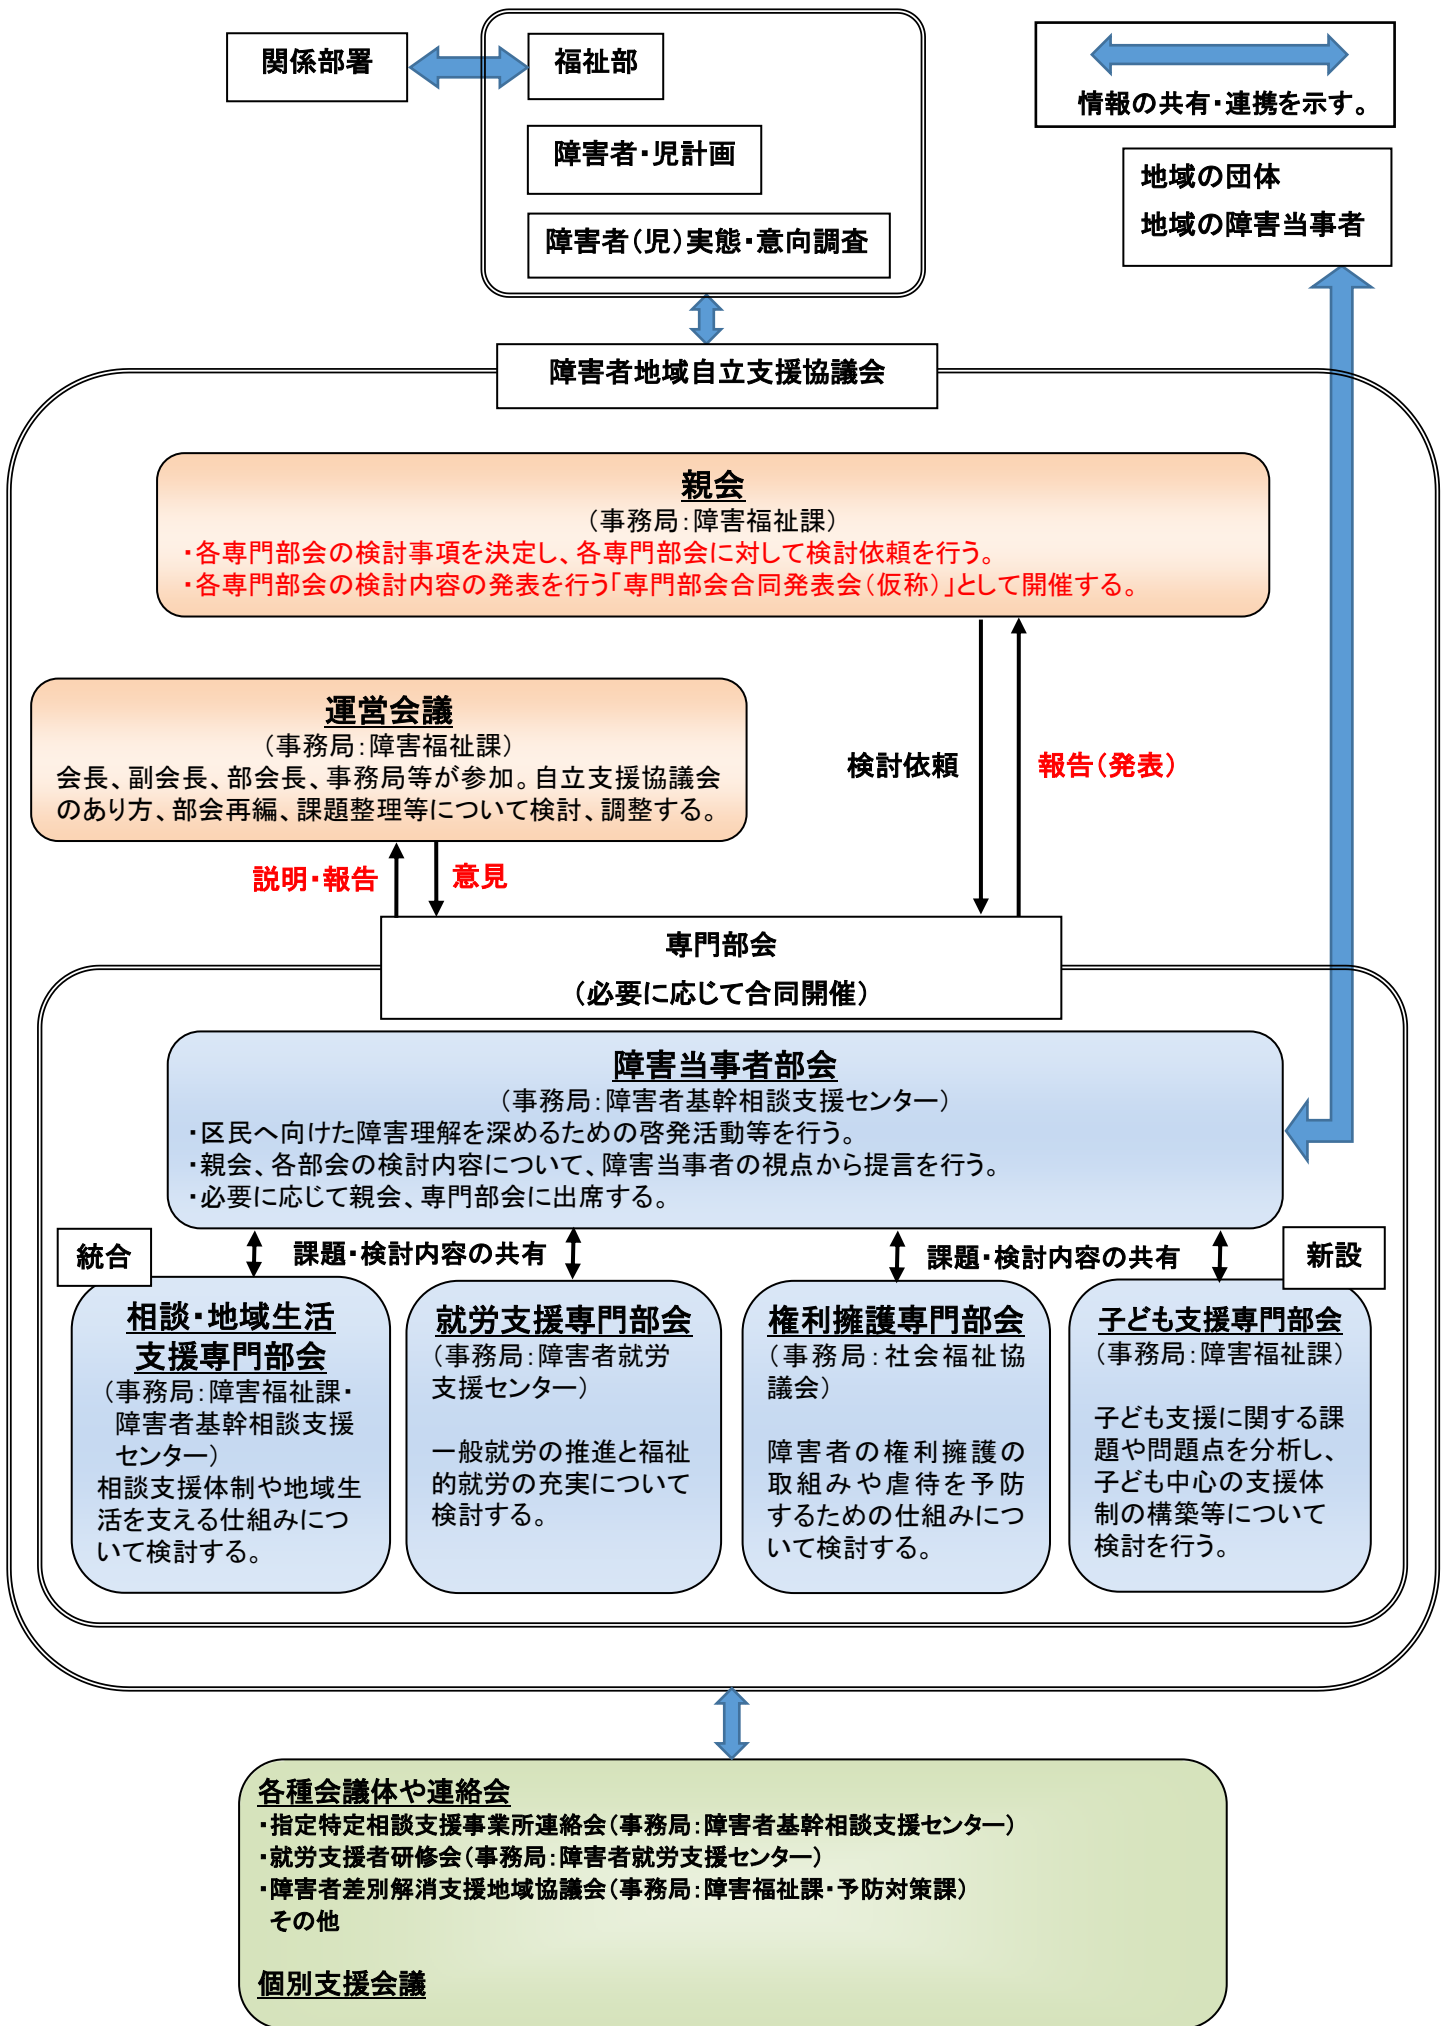 関係部署
福祉部
障害者・児計画
障害者（児）実態・意向調査
情報の共有・連携を示す。
地域の団体
地域の障害当事者
障害者地域自立支援協議会
親会
（事務局：障害福祉課）
・各専門部会の検討事項を決定し、各専門部会に対して検討依頼を行う。
・各専門部会の検討内容の発表を行う「専門部会合同発表会（仮称）」として開催する。
運営会議
（事務局：障害福祉課）
会長、副会長、部会長、事務局等が参加。自立支援協議会
のあり方、部会再編、課題整理等について検討、調整する。
検討依頼
報告（発表）
説明・報告
意見
専門部会
（必要に応じて合同開催）
障害当事者部会
（事務局：障害者基幹相談支援センター）
・区民へ向けた障害理解を深めるための啓発活動等を行う。
・親会、各部会の検討内容について、障害当事者の視点から提言を行う。
・必要に応じて親会、専門部会に出席する。
統合
課題・検討内容の共有
課題・検討内容の共有
新設
相談・地域生活
支援専門部会
（事務局：障害福祉課・
障害者基幹相談支援
センター）
相談支援体制や地域生
活を支える仕組みにつ
いて検討する。
就労支援専門部会
（事務局：障害者就労
支援センター）
一般就労の推進と福祉
的就労の充実について
検討する。
権利擁護専門部会
（事務局：社会福祉協
議会）
障害者の権利擁護の
取組みや虐待を予防
するための仕組みにつ
いて検討する。
子ども支援専門部会
（事務局：障害福祉課）
子ども支援に関する課
題や問題点を分析し、
子ども中心の支援体
制の構築等について
検討を行う。
各種会議体や連絡会
・指定特定相談支援事業所連絡会（事務局：障害者基幹相談支援センター）
・就労支援者研修会（事務局：障害者就労支援センター）
・障害者差別解消支援地域協議会（事務局：障害福祉課・予防対策課）
その他
個別支援会議